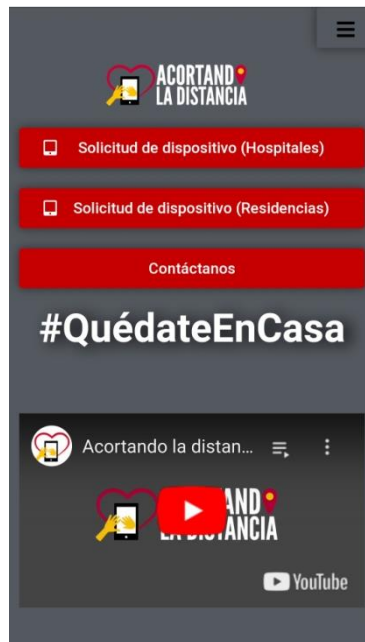 ACORTANDO
LA DISTANCIA
Solicitud de dispositivo (Hospitales)
Solicitud de dispositivo (Residencias)
Contáctanos
#QuédateEnCasa
Acortando la distan...
AND
LA DISTANCIA
YouTube